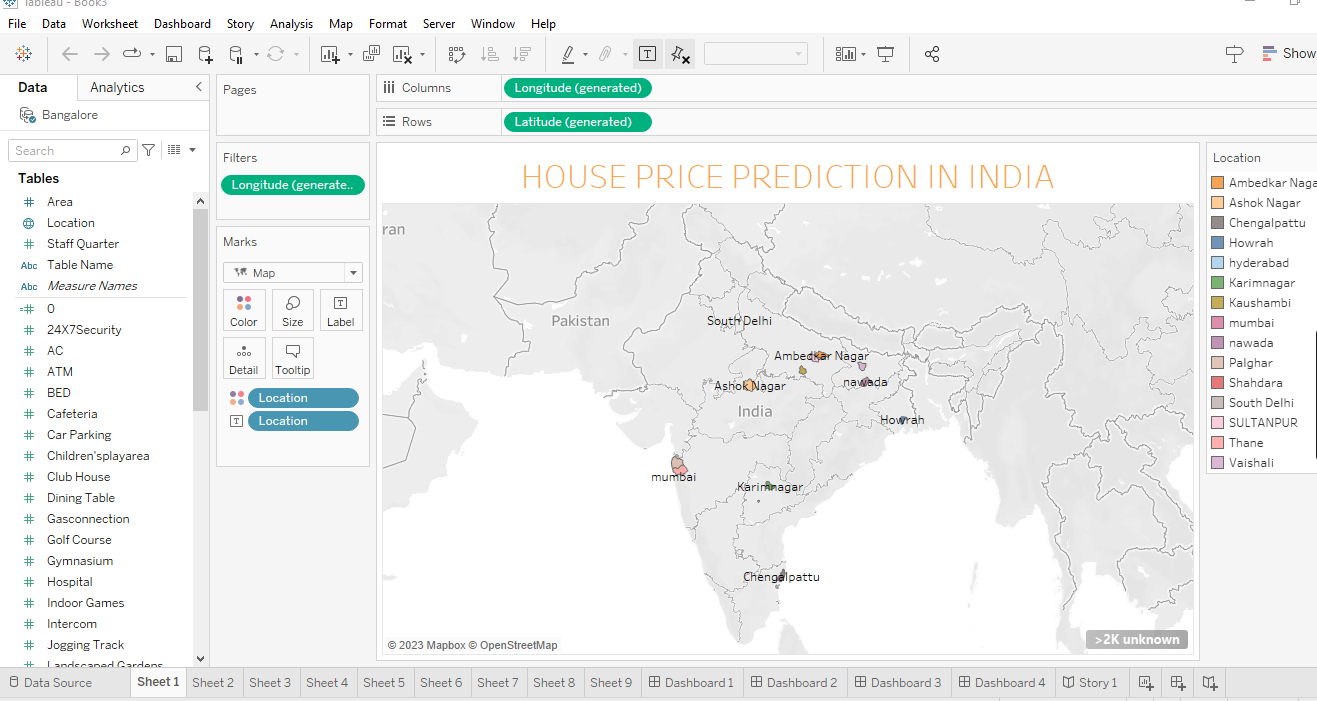 Tableau - Book3
File Data Worksheet Dashboard Story Analysis Map Format Server Window Help
Show
Data Analytics
Bangalore
Search
Tables
Area
Location
Staff Quarter
Abc Table Name
Abc Measure Names
0
24X7Security
AC
ATM
BED
Cafeteria
Car Parking
Children'splayarea
Club House
Dining Table
Gasconnection
Golf Course
Gymnasium
Hospital
Indoor Games
Intercom
Jogging Track
Landscaped Gardens
Pages
Filters
Longitude (generate..
Marks
Map
Color Size Label
Detail Tooltip
Location
Location
Columns Longitude (generated)
Rows Latitude (generated)
HOUSE PRICE PREDICTION IN INDIA
ran
Pakistan
South Delhi
Ambedkar Nagar
nawada
Ashok Nagar
India
Howrah
mumbai
Karimnagar
Chengalpattu
© 2023 Mapbox © OpenStreetMap
>2K unknown
Location
Ambedkar Naga
Ashok Nagar
Chengalpattu
Howrah
hyderabad
Karimnagar
Kaushambi
mumbai
nawada
Palghar
Shahdara
South Delhi
SULTANPUR
Thane
Vaishali
Data Source Sheet 1 Sheet 2 Sheet 3 Sheet 4 Sheet 5 Sheet 6 Sheet 7 Sheet 8 Sheet 9 Dashboard 1 Dashboard 2 Dashboard 3 Dashboard 4 Story 1